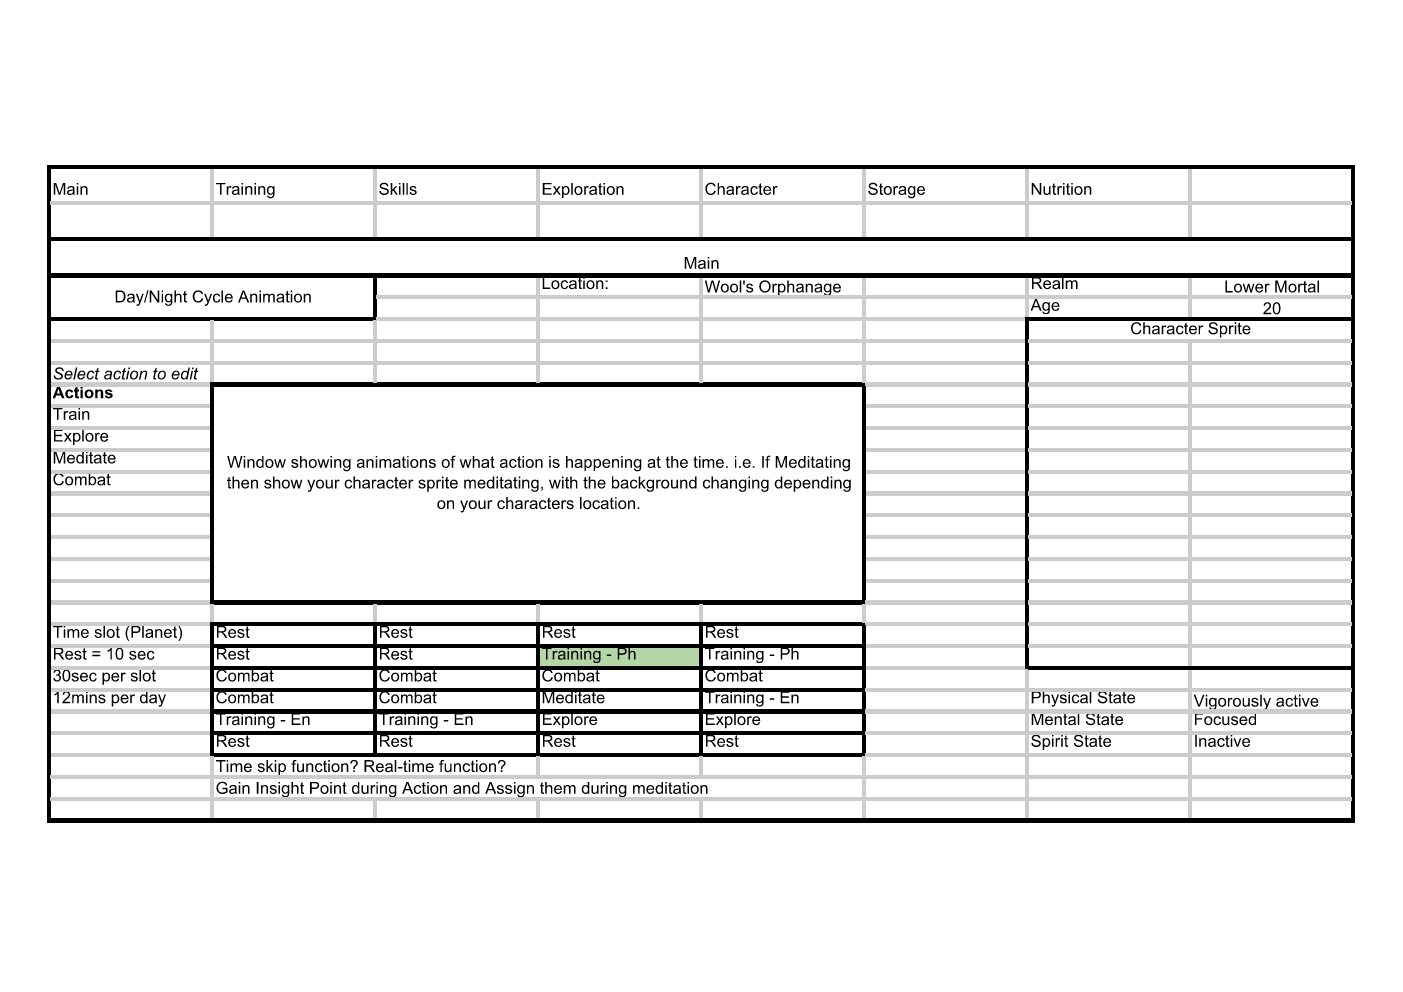 Main Training Skills Exploration Character Storage Nutrition
Main
Day/Night Cycle Animation Location: Wool's Orphanage Realm Lower Mortal
Age 20
Character Sprite
Select action to edit
Actions
Train
Explore
Meditate
Combat
Window showing animations of what action is happening at the time. i.e. If Meditating
then show your character sprite meditating, with the background changing depending
on your characters location.
Time slot (Planet) Rest Rest Rest Rest
Rest = 10 sec Rest Rest Training - Ph Training - Ph
30sec per slot Combat Combat Combat Combat
12mins per day Combat Combat Meditate Training - En Physical State Vigorously active
Training - En Training - En Explore Explore Mental State Focused
Rest Rest Rest Rest Spirit State Inactive
Time skip function? Real-time function?
Gain Insight Point during Action and Assign them during meditation